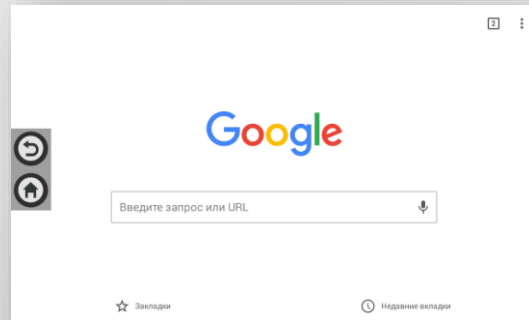 2
Google
Введите запрос или URL
Закладки
Недавние вкладки